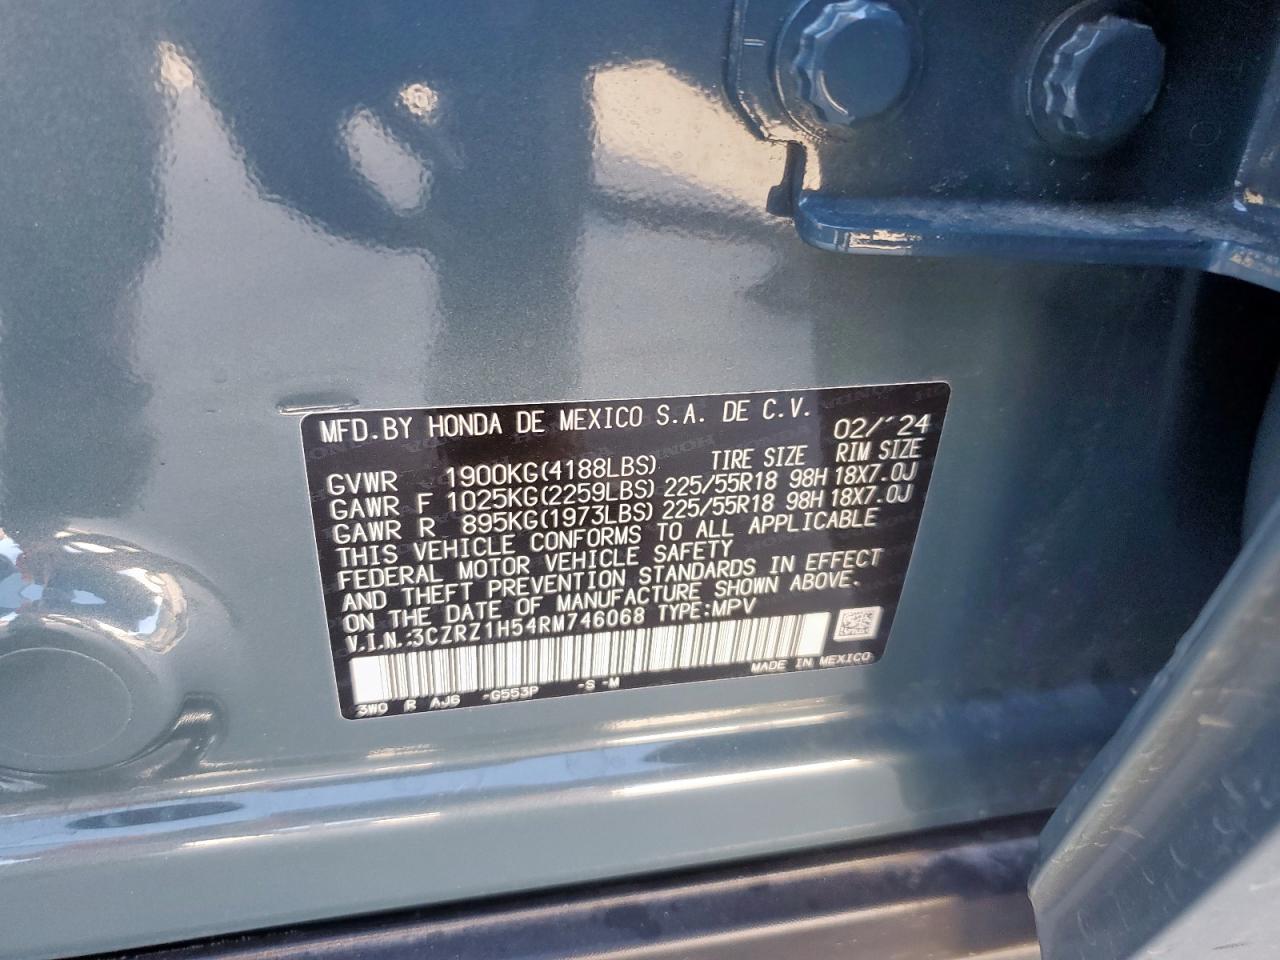 MFD.BY HONDA DE MEXICO S.A. DE C.V. 02/'24
TIRE SIZE RIM SIZE
GVWR 1900KG(4188LBS)
GAWR F 1025KG(2259LBS) 225/55R18 98H 18X7.0J
GAWR R 895KG(1973LBS) 225/55R18 98H 18X7.0J
THIS VEHICLE CONFORMS TO ALL APPLICABLE
FEDERAL MOTOR VEHICLE SAFETY
AND THEFT PREVENTION STANDARDS IN EFFECT
ON THE DATE OF MANUFACTURE SHOWN ABOVE.
V.I.N.:3CZRZ1H54RM746068 TYPE:MPV
MADE IN MEXICO
3W0 R AJ6 -G553P -S -M